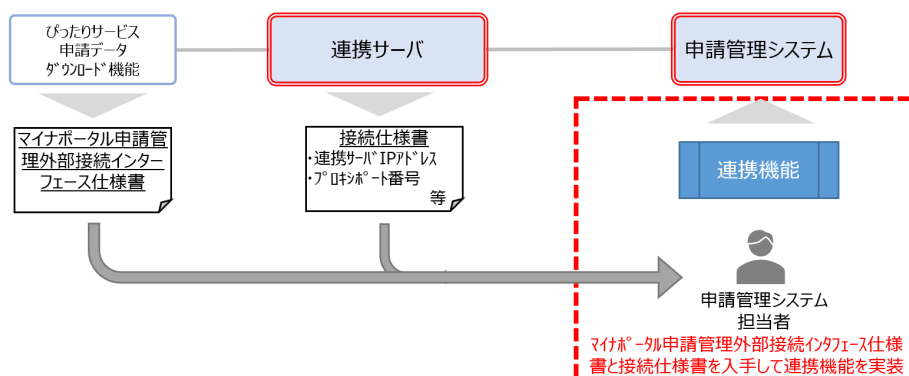 ぴったりサービス
申請データ
ﾀﾞｳﾝﾛｰﾄﾞ機能
連携サーバ
申請管理システム
マイナポータル申請管
理外部接続インター
フェース仕様書
接続仕様書
・連携ｻｰﾊﾞIPｱﾄﾞﾚｽ
・ﾌﾟﾛｷｼﾎﾟｰﾄ番号
等
連携機能
申請管理システム
担当者
ﾏｲﾅﾎﾟｰﾀﾙ申請管理外部接続ｲﾝﾀﾌｪｰｽ仕様
書と接続仕様書を入手して連携機能を実装